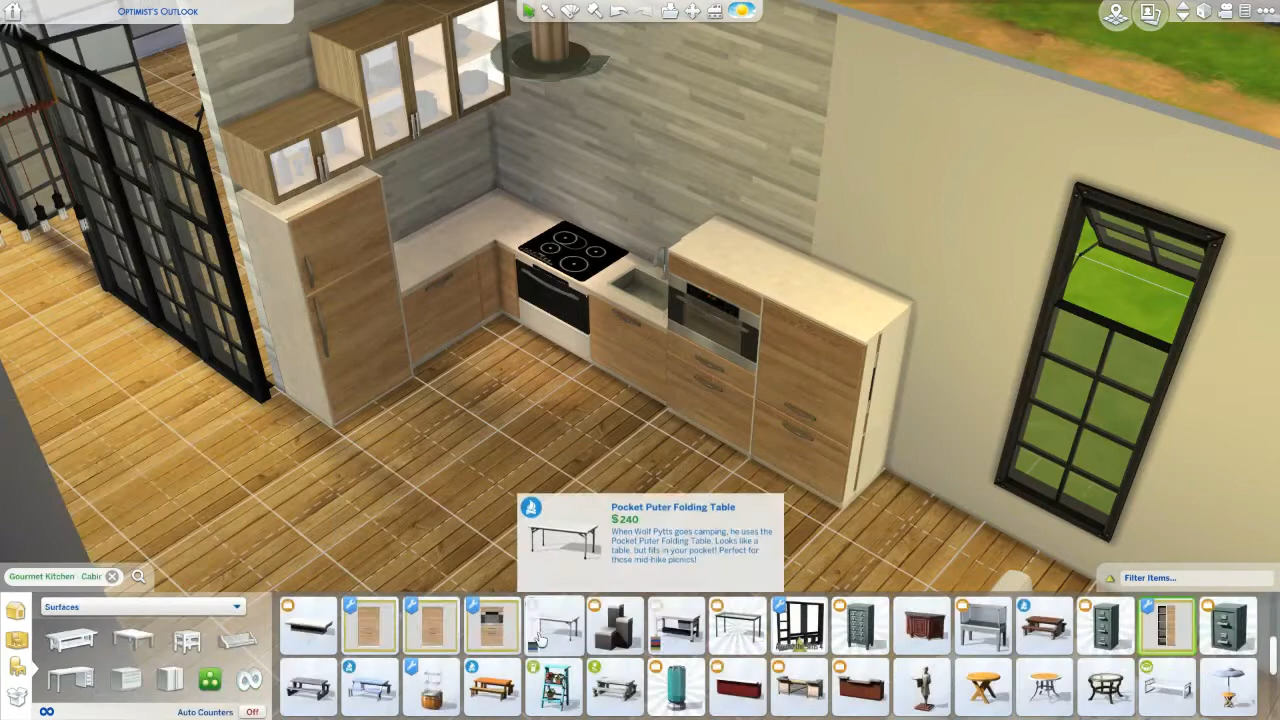 OPTIMIST'S OUTLOOK
Pocket Puter Folding Table
§240
When Wolf Pytts goes camping, he uses the
Pocket Puter Folding Table. Looks like a
table, but fits in your pocket! Perfect for
those mid-hike picnics!
Gourmet Kitchen Cabir
Filter Items...
Surfaces
Auto Counters
Off